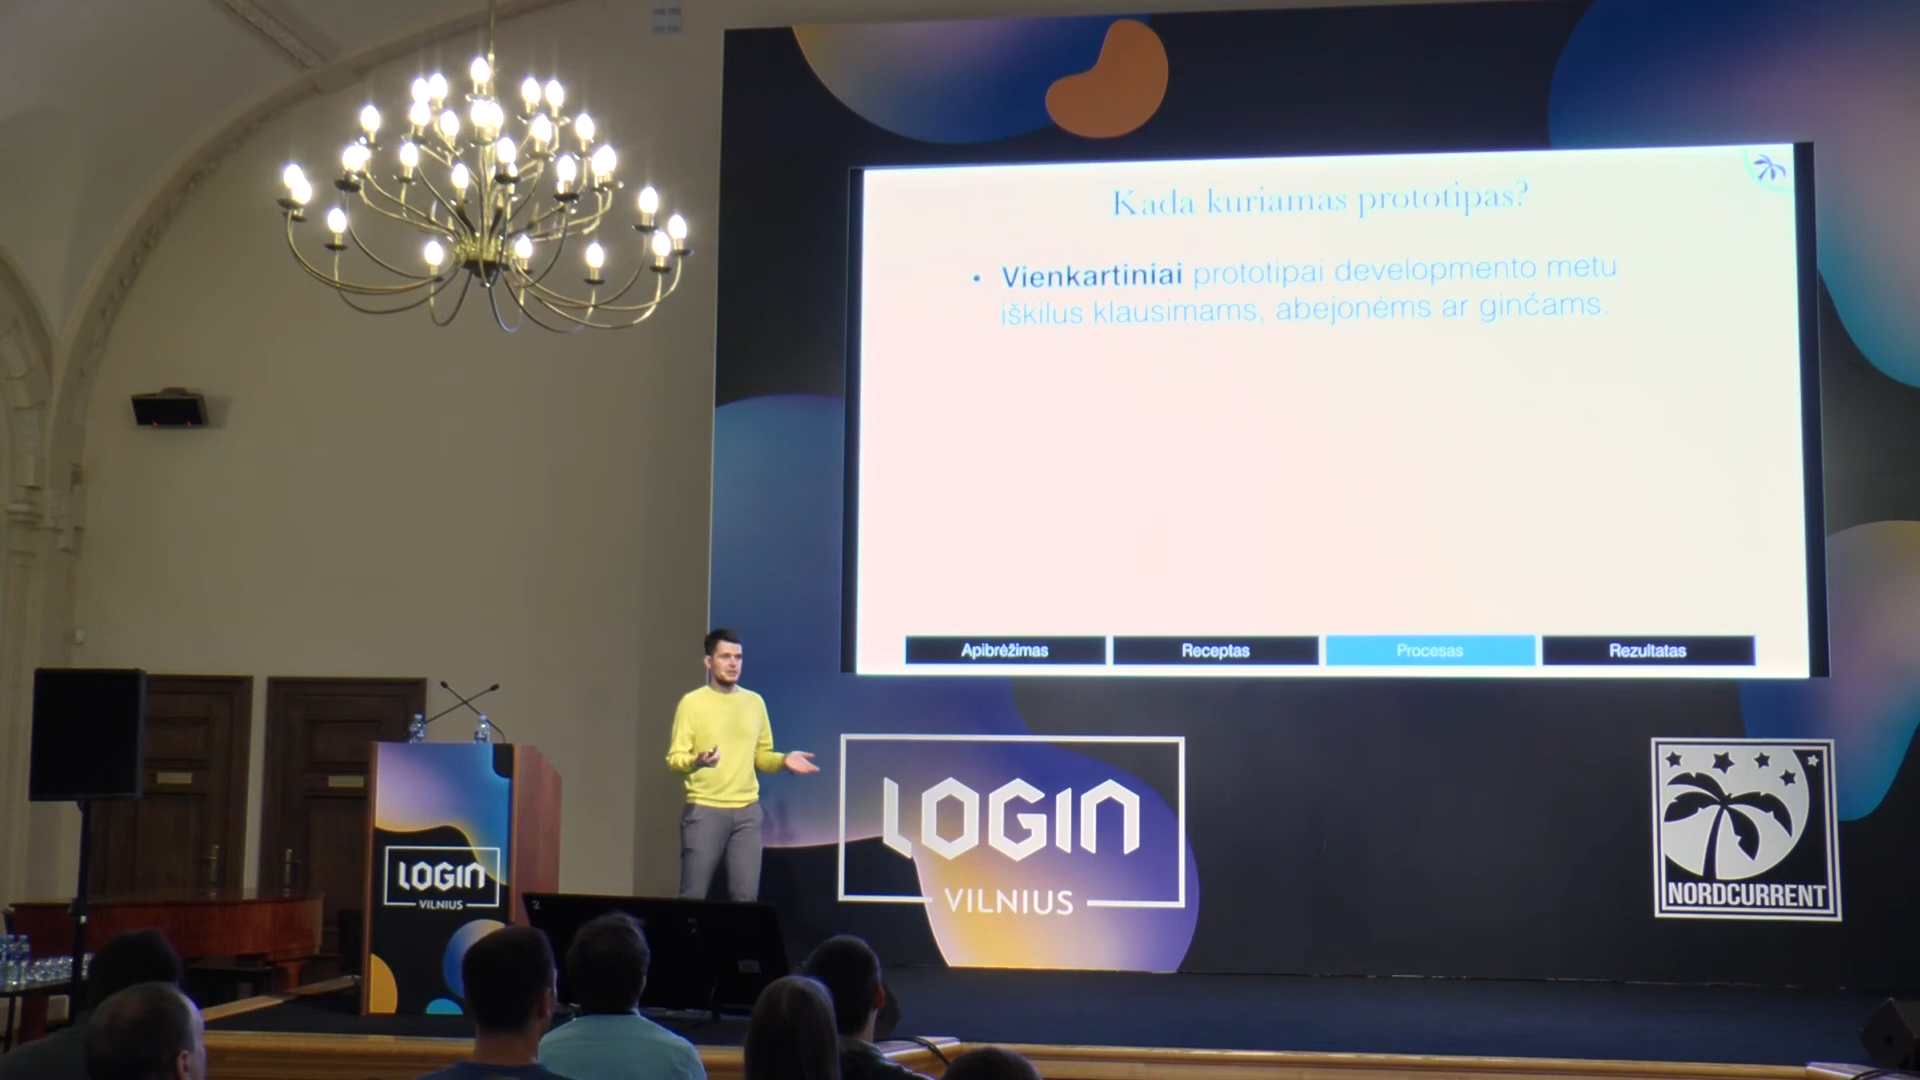 Kada kuriamas prototipas?
• Vienkartiniai prototipai developmento metu
iškilus klausimams, abejonėms ar ginčams.
Apibrėžimas
Receptas
Procesas
Rezultatas
LOGIN
VILNIUS
NORDCURRENT
LOGIN
VILNIUS